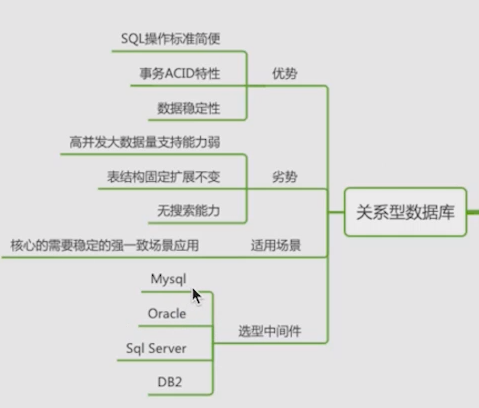 SQL操作标准简便
事务ACID特性
优势
数据稳定性
高并发大数据量支持能力弱
表结构固定扩展不变
劣势
无搜索能力
关系型数据库
核心的需要稳定的强一致场景应用
适用场景
Mysql
Oracle
选型中间件
Sql Server
DB2